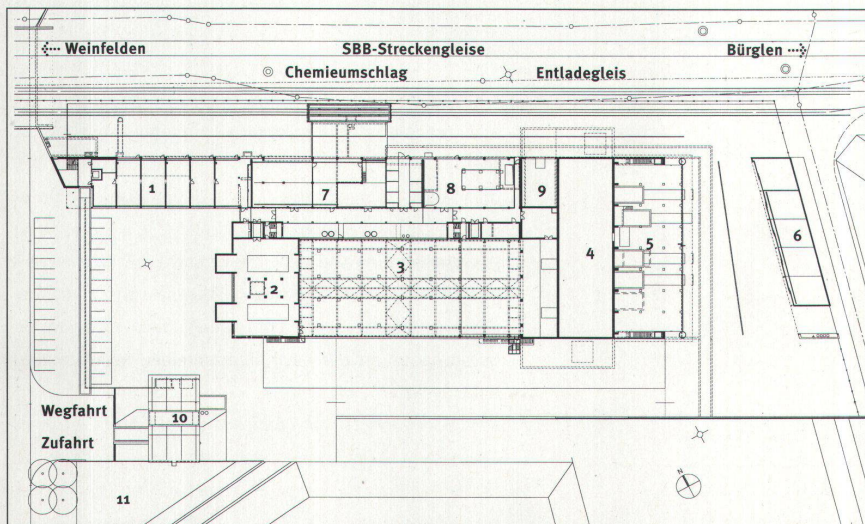 ‹··· Weinfelden SBB-Streckengleise Bürglen ···›
Chemieumschlag Entladegleis
1 7 8 9
2 3 4 5 6
Wegfahrt 10
Zufahrt
11
N